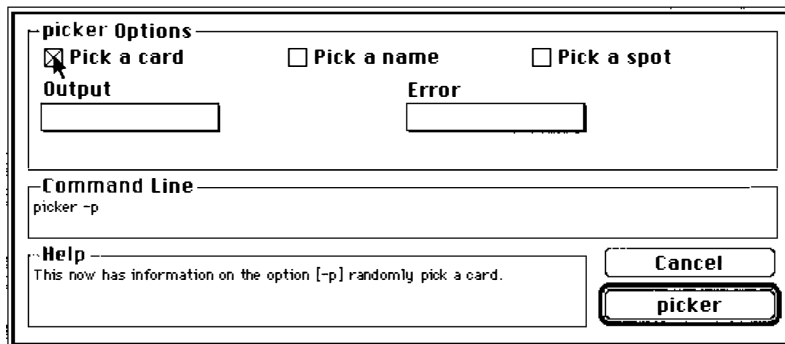 picker Options
Pick a card Pick a name Pick a spot
Output Error
Command Line
picker -p
Help
This now has information on the option [-p] randomly pick a card.
Cancel
picker